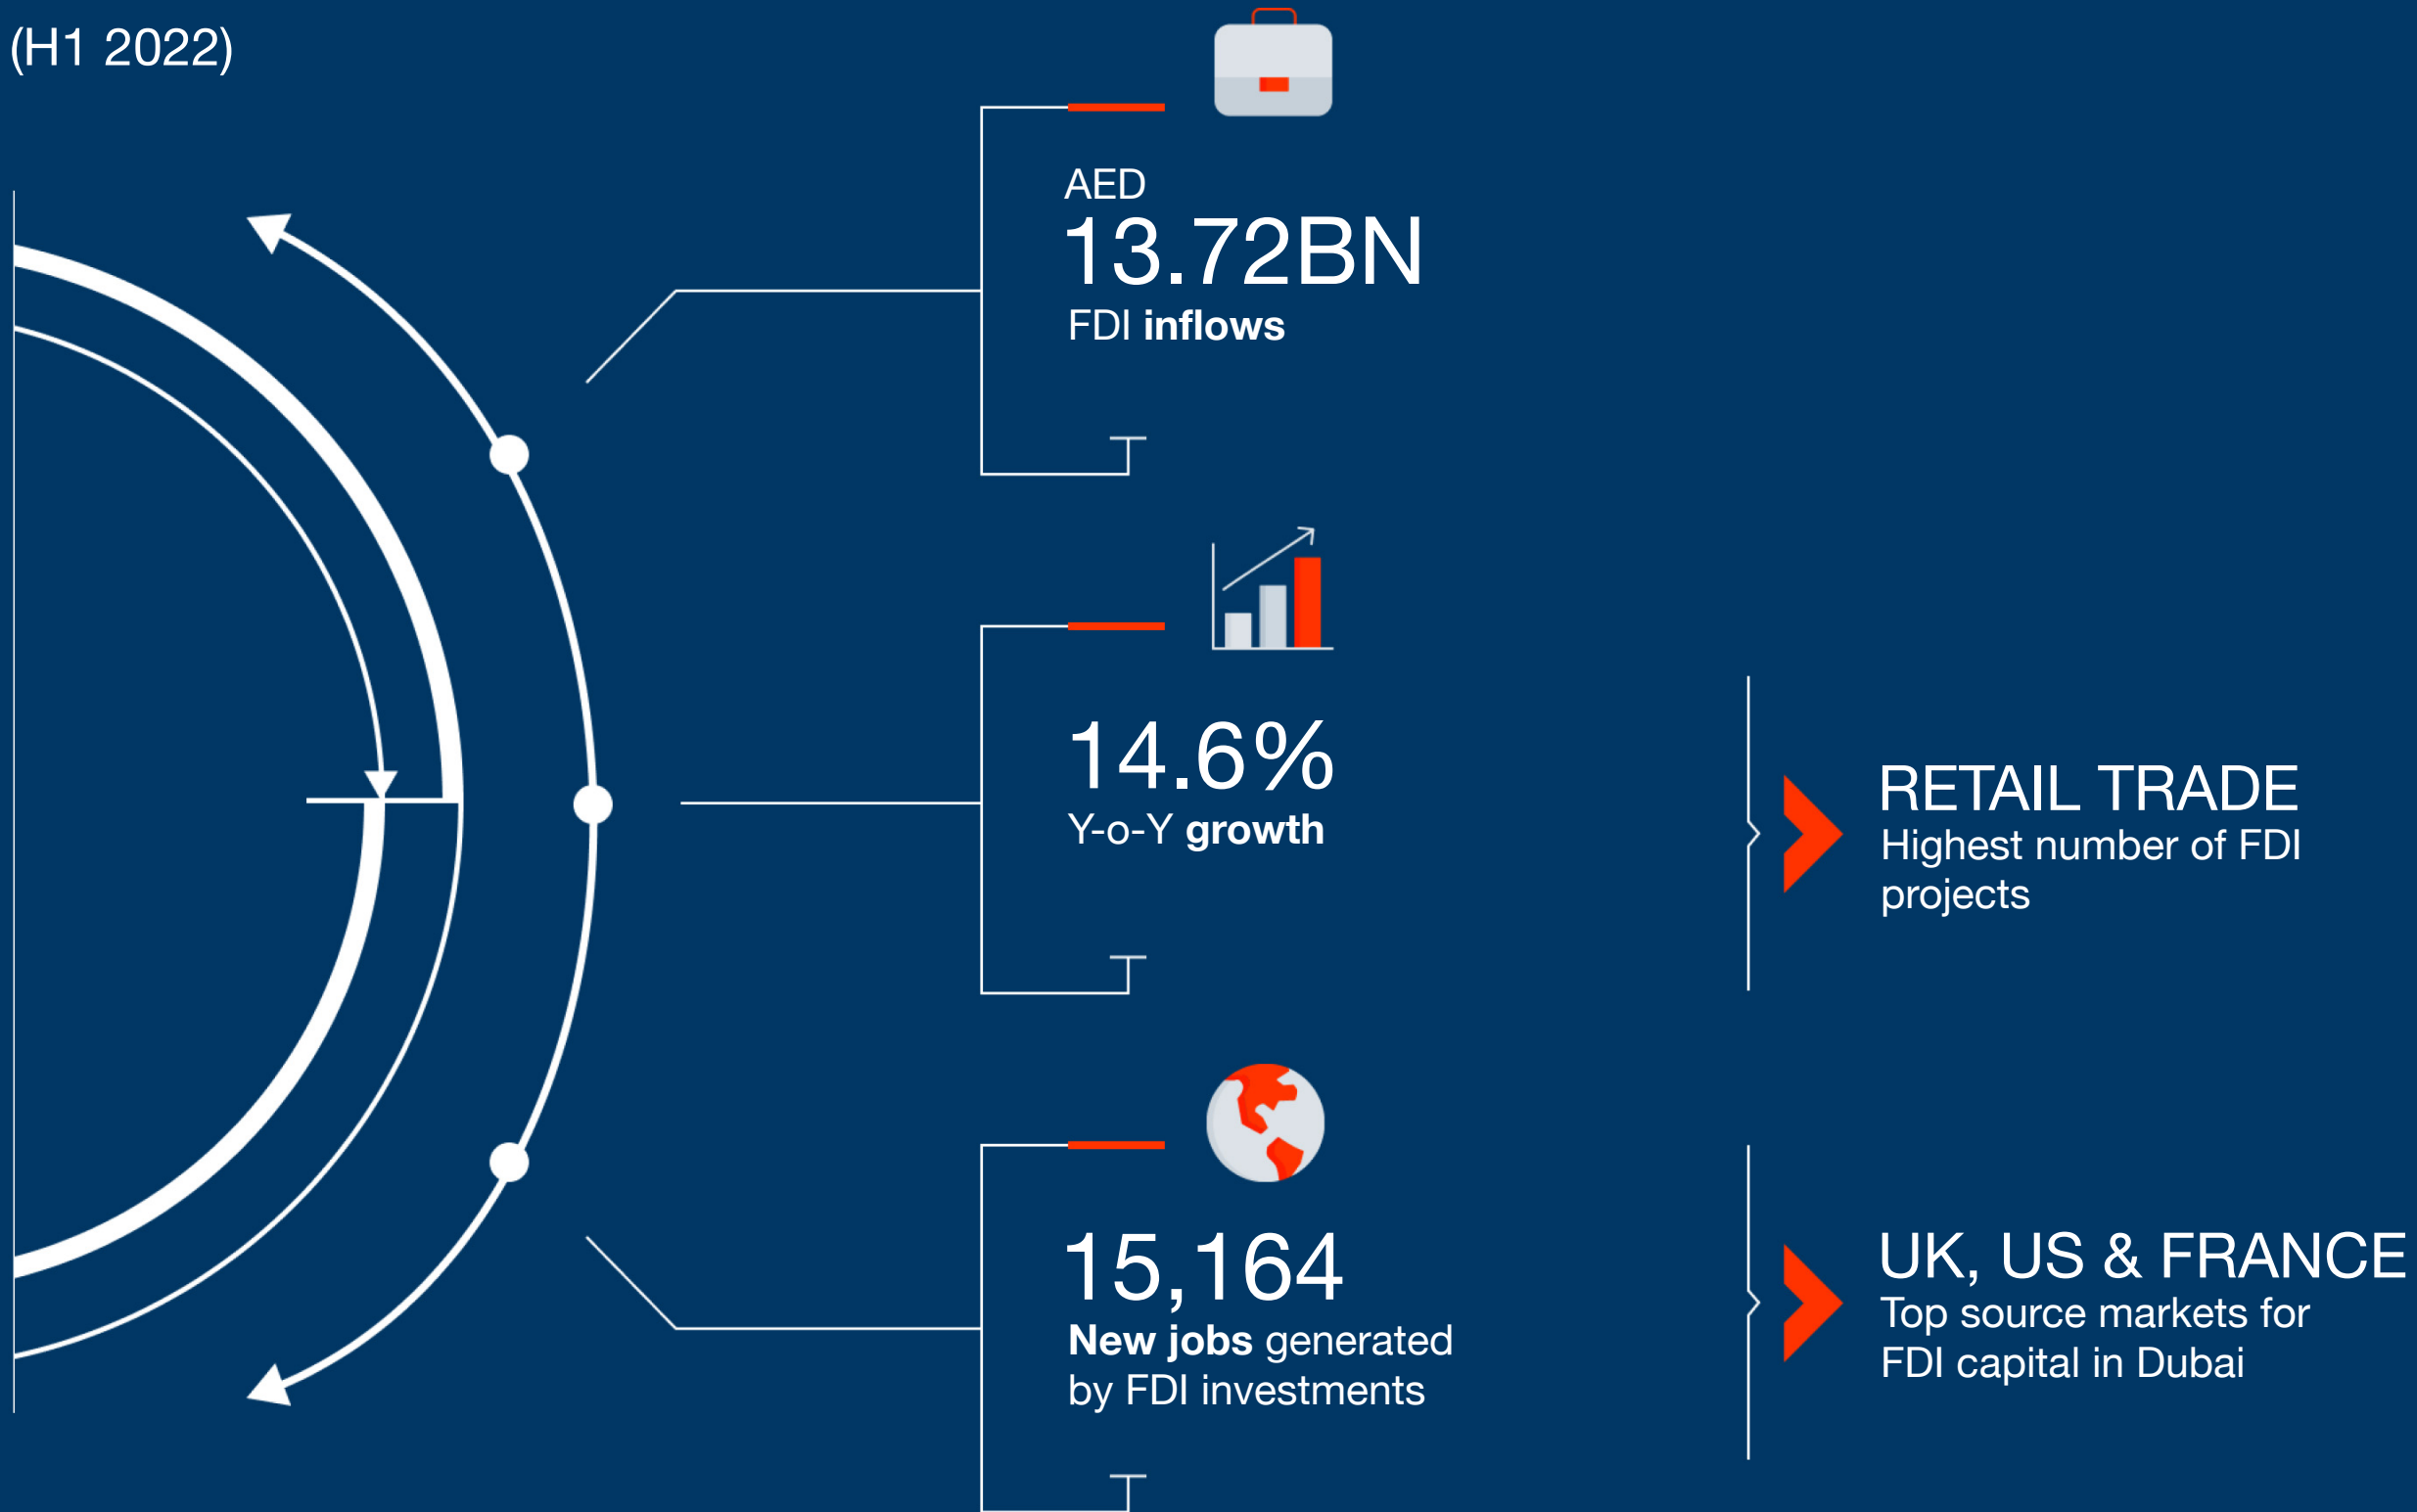 (H1 2022)
AED
13.72BN
FDI inflows
14.6%
Y-o-Y growth
15,164
New jobs generated
by FDI investments
RETAIL TRADE
Highest number of FDI
projects
UK, US & FRANCE
Top source markets for
FDI capital in Dubai